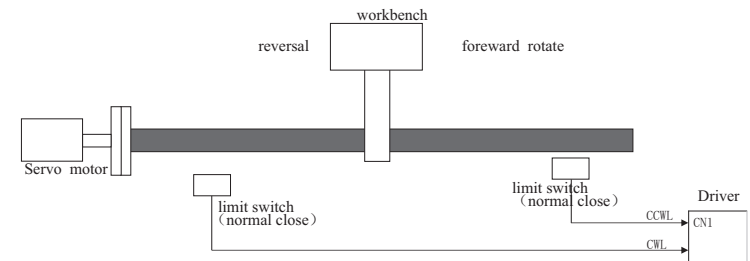 workbench
reversal
foreward rotate
Servo motor
limit switch
（normal close）
limit switch
（normal close）
Driver
CCWL
CN1
CWL